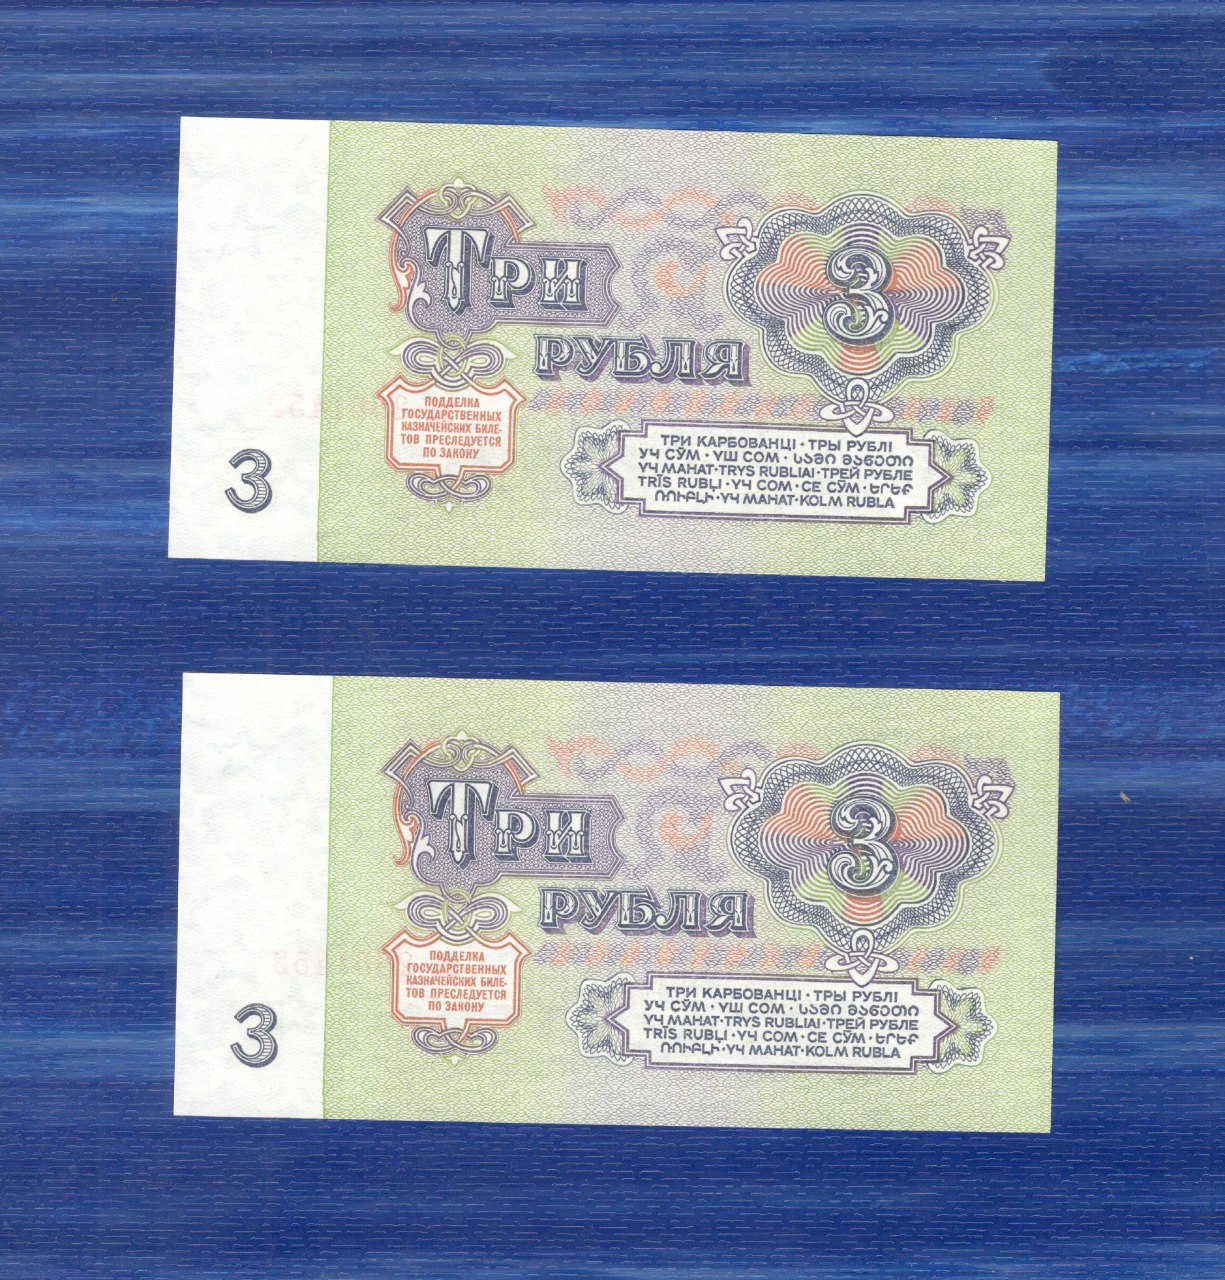 ТРИ
РУБЛЯ
3
ПОДДЕЛКА
ГОСУДАРСТВЕННЫХ
КАЗНАЧЕЙСКИХ БИЛЕ-
ТОВ ПРЕСЛЕДУЕТСЯ
ПО ЗАКОНУ
3
ТРИ КАРБОВАНЦІ · ТРЫ РУБЛІ
УЧ СЎМ · ҮШ СОМ · ᲡᲐᲛᲘ ᲛᲐᲜᲔᲗᲘ
ҮЧ МАНАТ · TRYS RUBLIAI · ТРЕЙ РУБЛЕ
TRĪS RUBĻI · ҮЧ СОМ · СЕ СӮМ · ԵՐԵՔ
ՌՈՒԲԼԻ · ҮЧ МАНАТ · KOLM RUBLA
ТРИ
РУБЛЯ
3
ПОДДЕЛКА
ГОСУДАРСТВЕННЫХ
КАЗНАЧЕЙСКИХ БИЛЕ-
ТОВ ПРЕСЛЕДУЕТСЯ
ПО ЗАКОНУ
3
ТРИ КАРБОВАНЦІ · ТРЫ РУБЛІ
УЧ СЎМ · ҮШ СОМ · ᲡᲐᲛᲘ ᲛᲐᲜᲔᲗᲘ
ҮЧ МАНАТ · TRYS RUBLIAI · ТРЕЙ РУБЛЕ
TRĪS RUBĻI · ҮЧ СОМ · СЕ СӮМ · ԵՐԵՔ
ՌՈՒԲԼԻ · ҮЧ МАНАТ · KOLM RUBLA